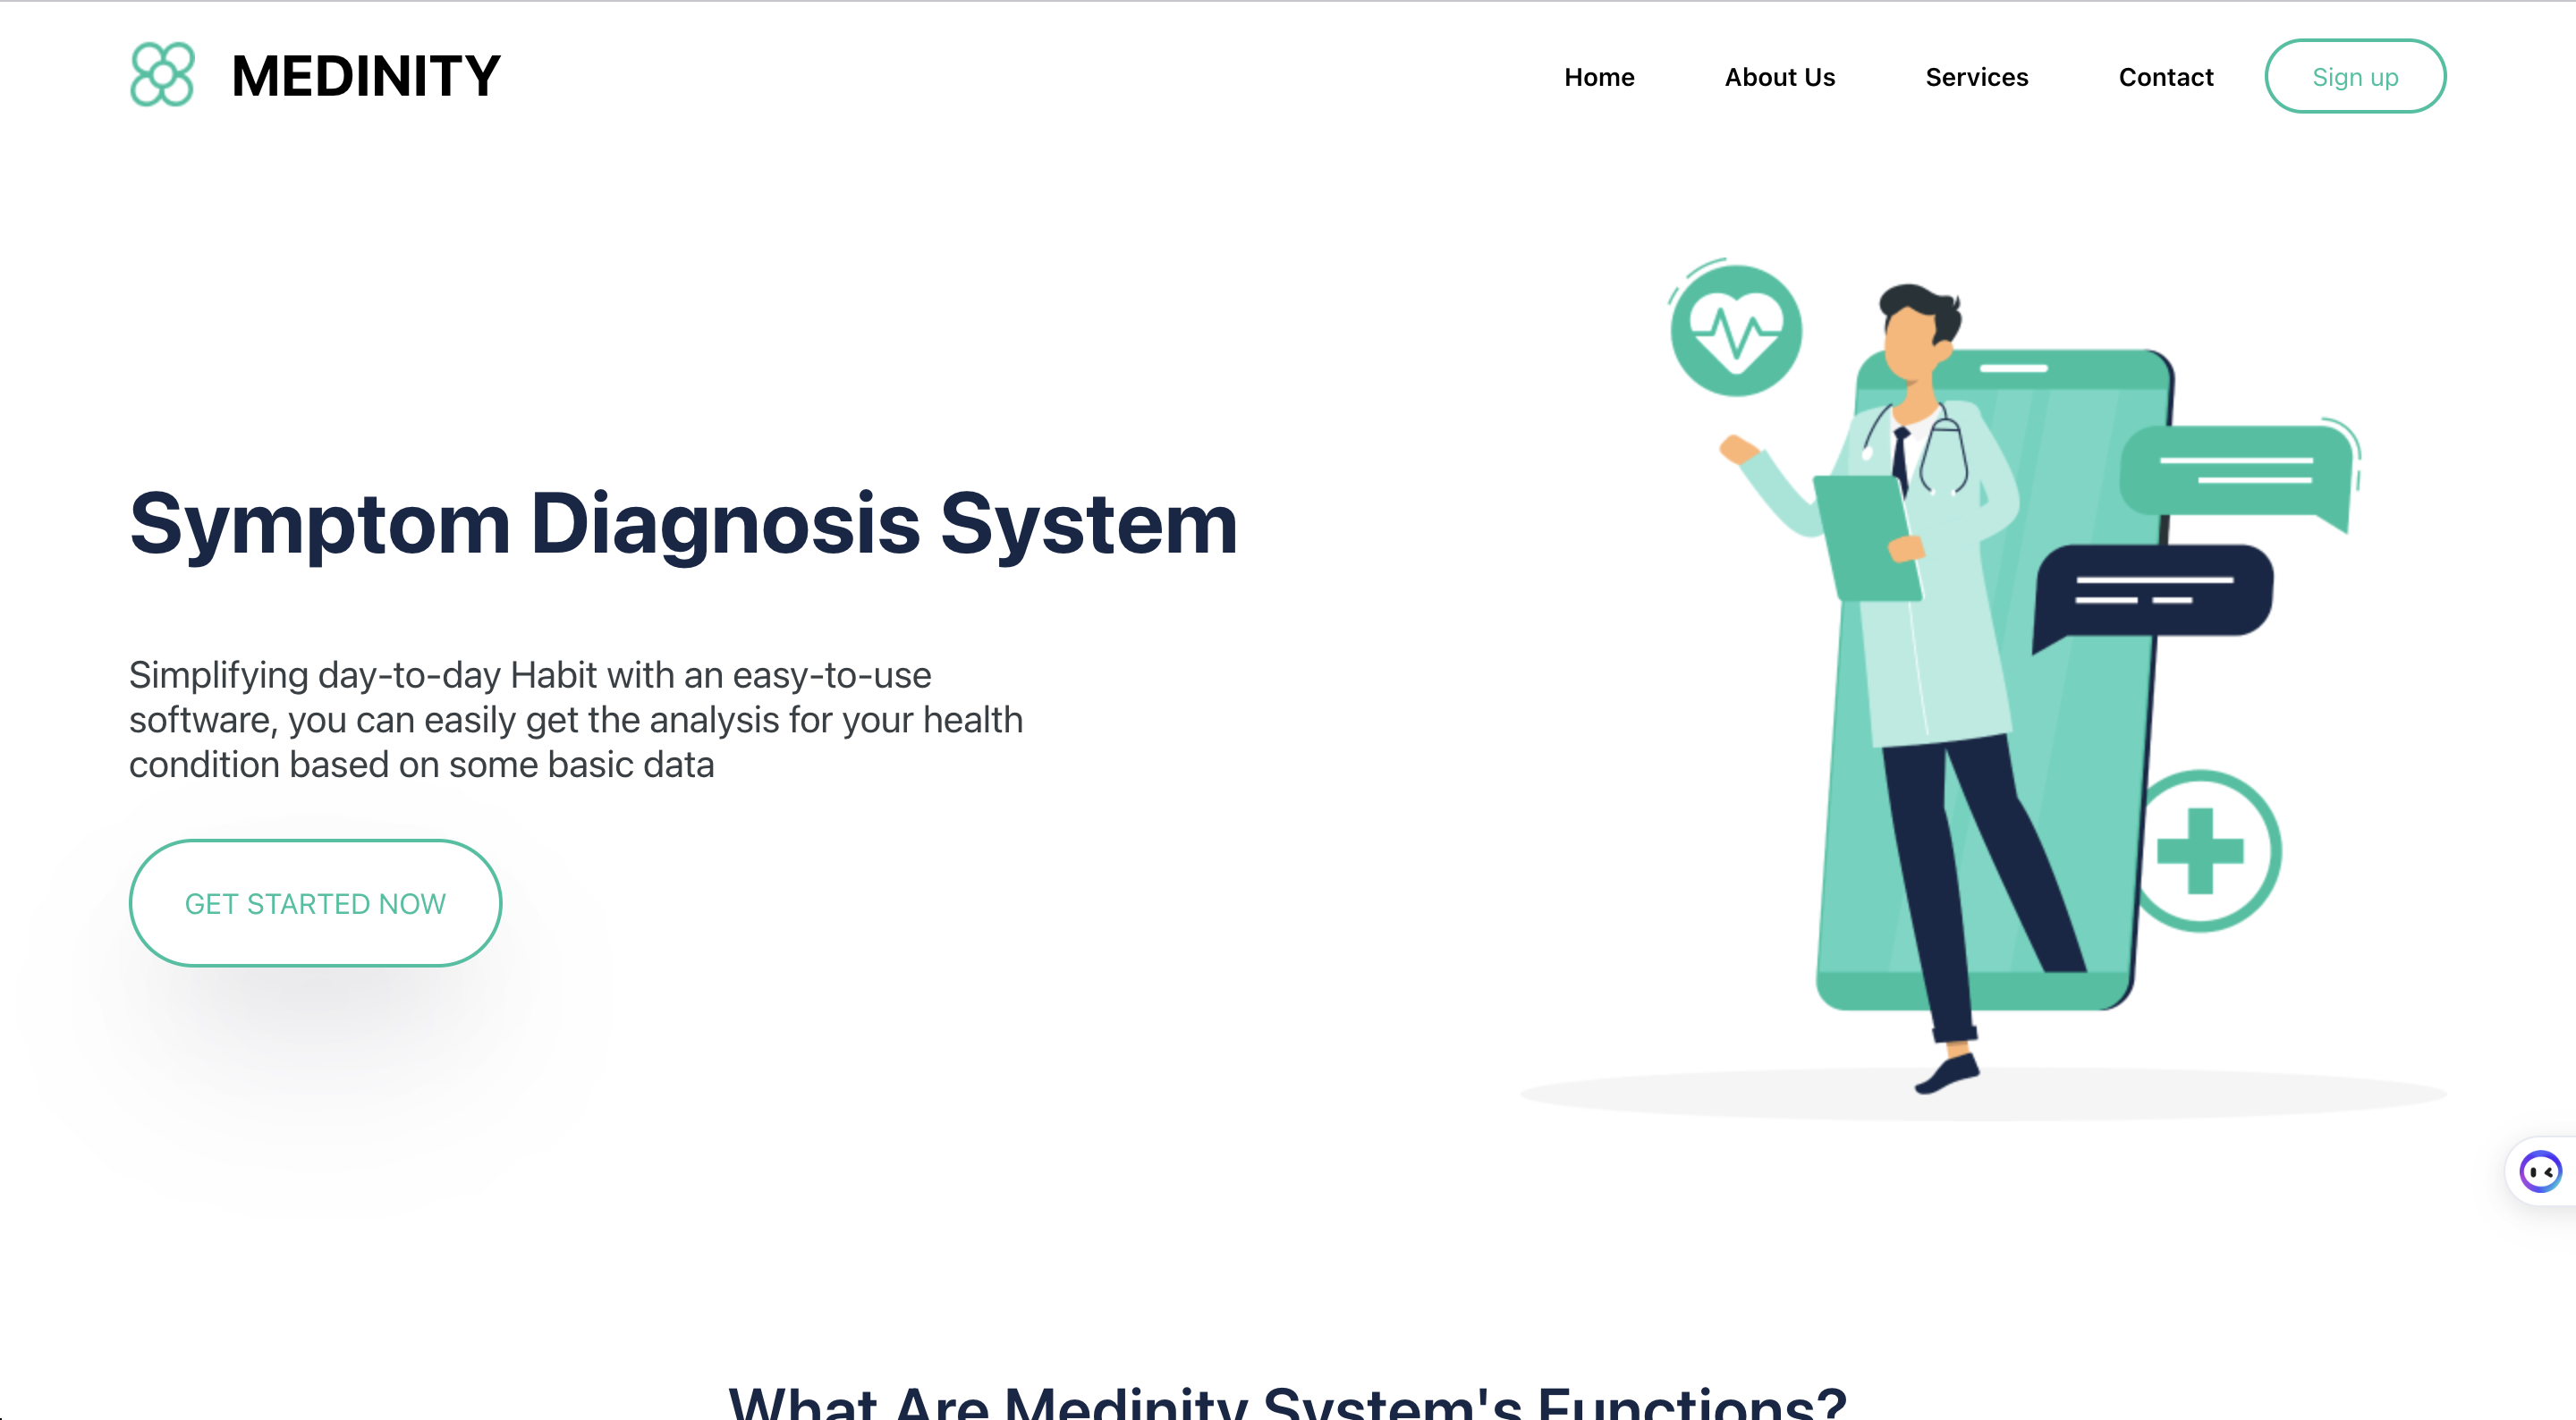 MEDINITY
Home
About Us
Services
Contact
Sign up
Symptom Diagnosis System
Simplifying day-to-day Habit with an easy-to-use
software, you can easily get the analysis for your health
condition based on some basic data
GET STARTED NOW
What Are Medinity System's Functions?